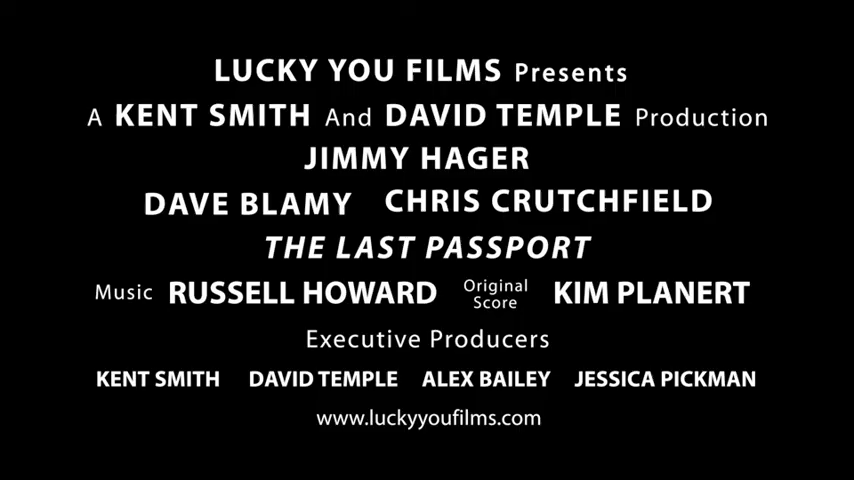 LUCKY YOU FILMS Presents
A KENT SMITH And DAVID TEMPLE Production
JIMMY HAGER
DAVE BLAMY CHRIS CRUTCHFIELD
THE LAST PASSPORT
Music RUSSELL HOWARD Original Score KIM PLANERT
Executive Producers
KENT SMITH DAVID TEMPLE ALEX BAILEY JESSICA PICKMAN
www.luckyyoufilms.com